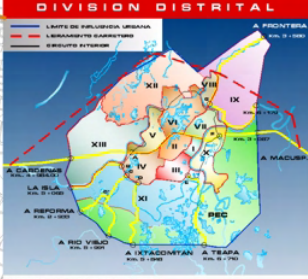 DIVISION DISTRITAL
LIMITE DE INFLUENCIA URBANA
LIBRAMIENTO CARRETERO
CIRCUITO INTERIOR
A FRONTERA
XII
VIII
IX
VI
VII
V
XIII
II
I
X
A MACUSP.
IV
III
A CARDENAS
LA ISLA
XI
A REFORMA
PEC
A RIO VIEJO
A IXTACOMITAN
A TEAPA